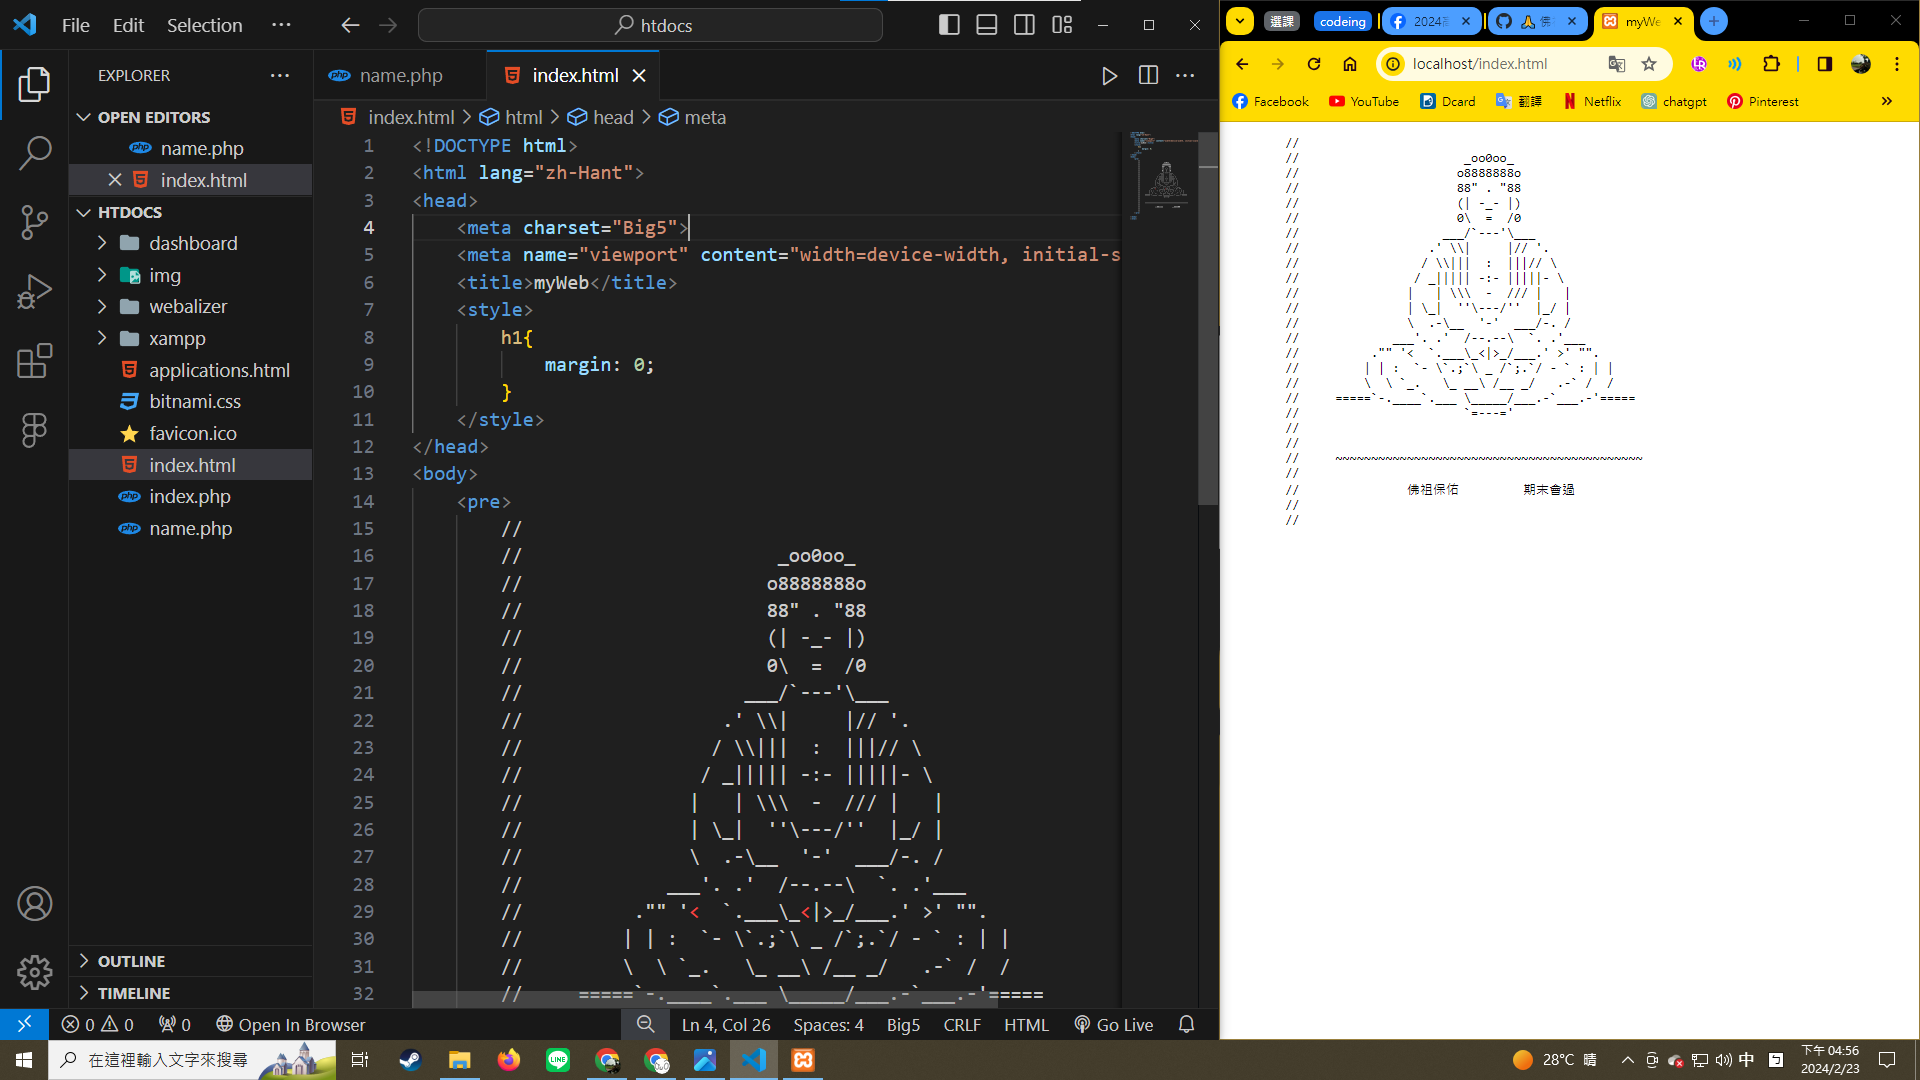 File Edit Selection ··· htdocs
EXPLORER ···
OPEN EDITORS
name.php
index.html
HTDOCS
dashboard
img
webalizer
xampp
applications.html
bitnami.css
favicon.ico
index.html
index.php
name.php
OUTLINE
TIMELINE
name.php index.html
index.html > html > head > meta
1 <!DOCTYPE html>
2 <html lang="zh-Hant">
3 <head>
4 <meta charset="Big5">
5 <meta name="viewport" content="width=device-width, initial-s
6 <title>myWeb</title>
7 <style>
8 h1{
9 margin: 0;
10 }
11 </style>
12 </head>
13 <body>
14 <pre>
15 //
16 // _oo0oo_
17 // o8888888o
18 // 88" . "88
19 // (| -_- |)
20 // 0\  =  /0
21 // ___/`---'\___
22 // .' \\|     |// '.
23 // / \\|||  :  |||// \
24 // / _||||| -:- |||||- \
25 // |   | \\\  -  /// |   |
26 // | \_|  ''\---/''  |_/ |
27 // \  .-\__  '-'  ___/-. /
28 // ___'. .'  /--.--\  `. .'___
29 // ."" '<  `.___\_<|>_/___.' >' "".
30 // | | :  `- \`.;`\ _ /`;.`/ - ` : | |
31 // \  \ `_.   \_ __\ /__ _/   .-` /  /
32 // =====`-.____`.___ \_____/___.-`___.-'=====
0 0 0 Open In Browser Ln 4, Col 26 Spaces: 4 Big5 CRLF HTML Go Live
選課 codeing 2024高 佛 myWe
localhost/index.html
Facebook YouTube Dcard 翻譯 Netflix chatgpt Pinterest
//
// _oo0oo_
// o8888888o
// 88" . "88
// (| -_- |)
// 0\  =  /0
// ___/`---'\___
// .' \\|     |// '.
// / \\|||  :  |||// \
// / _||||| -:- |||||- \
// |   | \\\  -  /// |   |
// | \_|  ''\---/''  |_/ |
// \  .-\__  '-'  ___/-. /
// ___'. .'  /--.--\  `. .'___
// ."" '<  `.___\_<|>_/___.' >' "".
// | | :  `- \`.;`\ _ /`;.`/ - ` : | |
// \  \ `_.   \_ __\ /__ _/   .-` /  /
// =====`-.____`.___ \_____/___.-`___.-'=====
// `=---='
//
//
// ~~~~~~~~~~~~~~~~~~~~~~~~~~~~~~~~~~~~~~~~~~~
//
// 佛祖保佑 期末會過
//
//
在這裡輸入文字來搜尋 28°C 晴 中 下午 04:56
2024/2/23